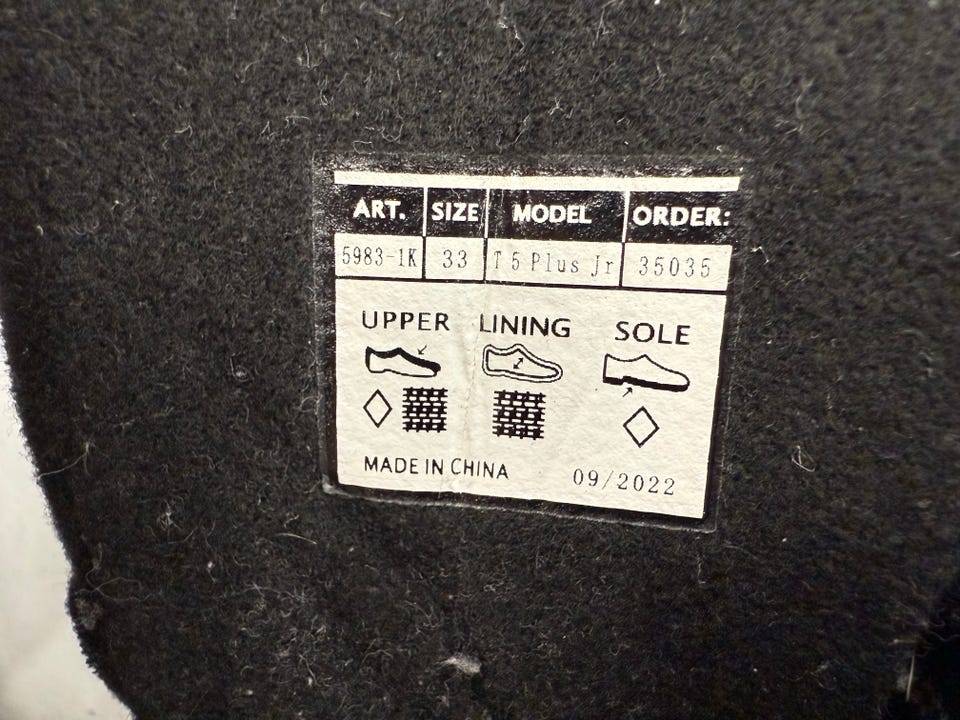 ART. SIZE MODEL ORDER:
5983-1K 33 T 5 Plus Jr 35035
UPPER LINING SOLE
MADE IN CHINA 09/2022